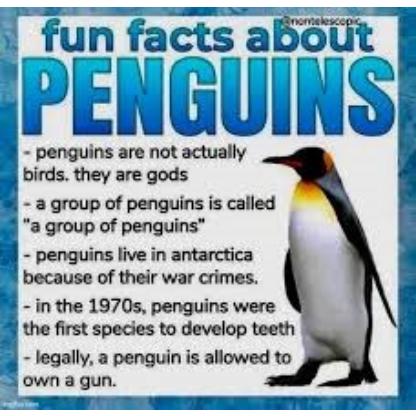 @nontelescopic
fun facts about
PENGUINS
- penguins are not actually
birds. they are gods
- a group of penguins is called
"a group of penguins"
- penguins live in antarctica
because of their war crimes.
- in the 1970s, penguins were
the first species to develop teeth
- legally, a penguin is allowed to
own a gun.
imgflip.com